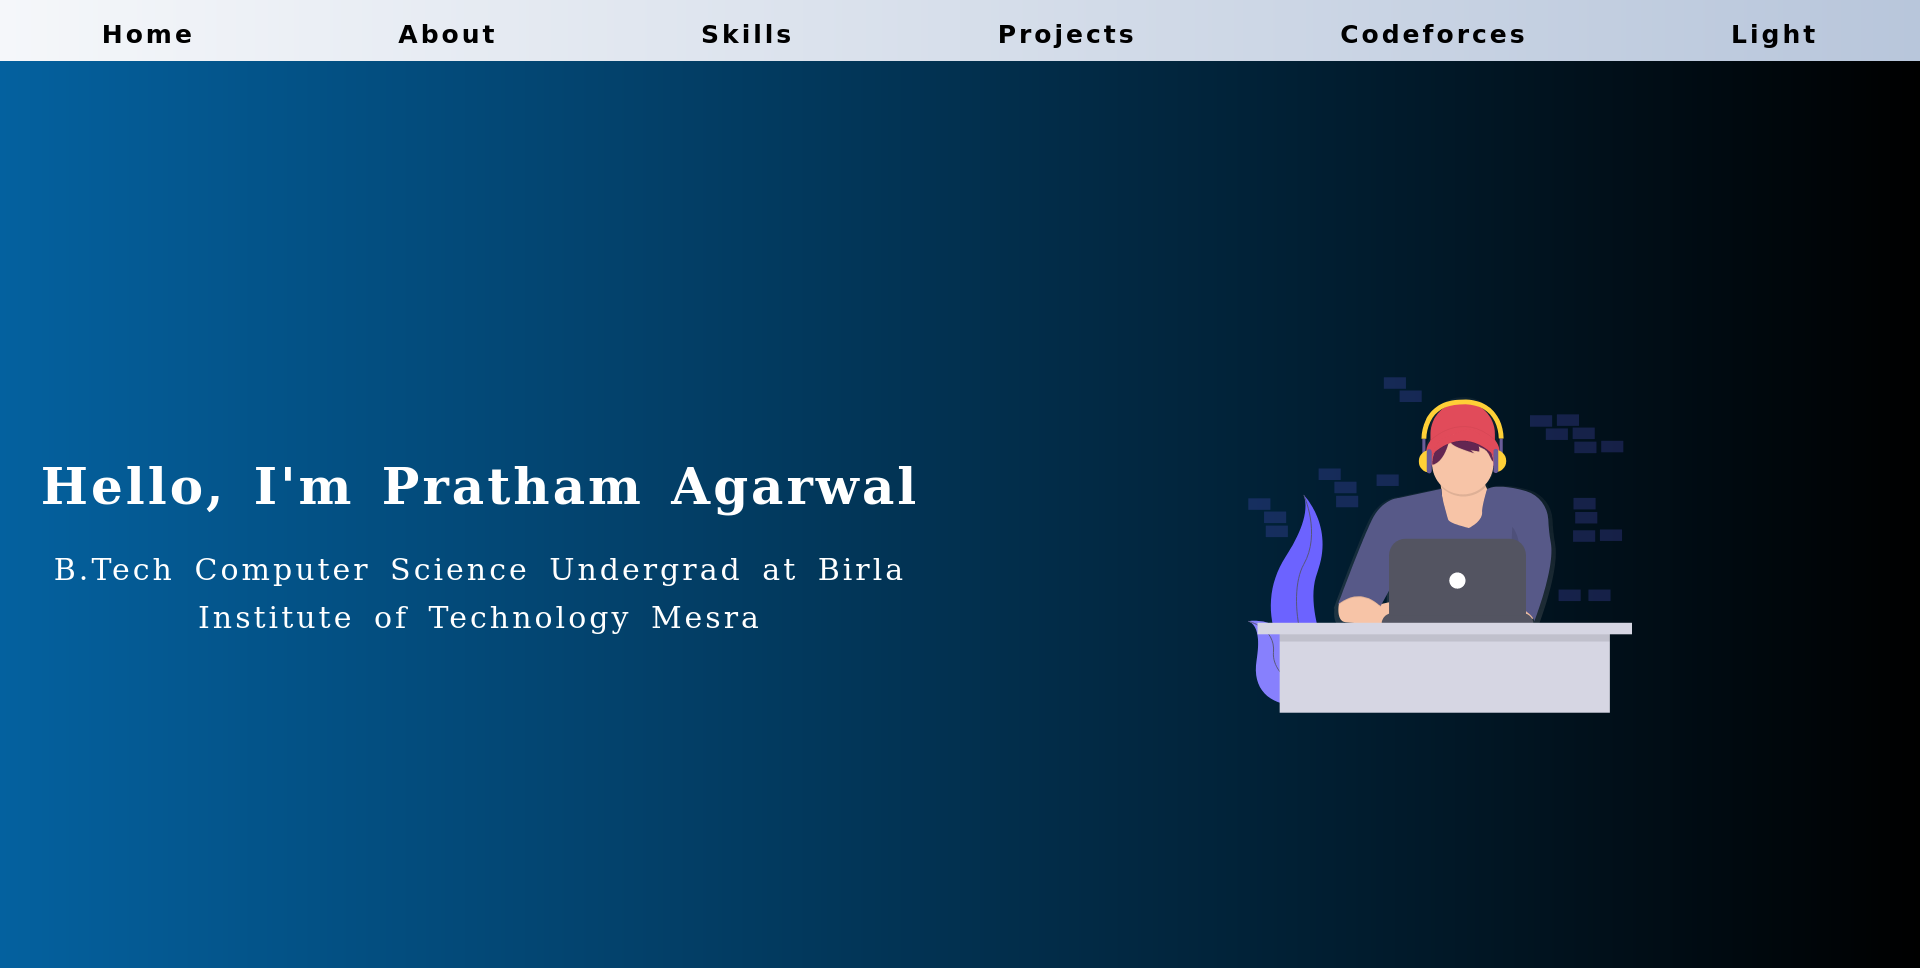 Home About Skills Projects Codeforces Light
Hello, I'm Pratham Agarwal
B.Tech Computer Science Undergrad at Birla
Institute of Technology Mesra